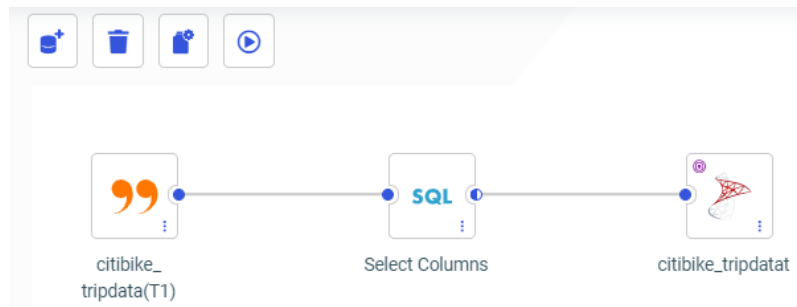 SQL
citibike_
tripdata(T1)
Select Columns
citibike_tripdatat